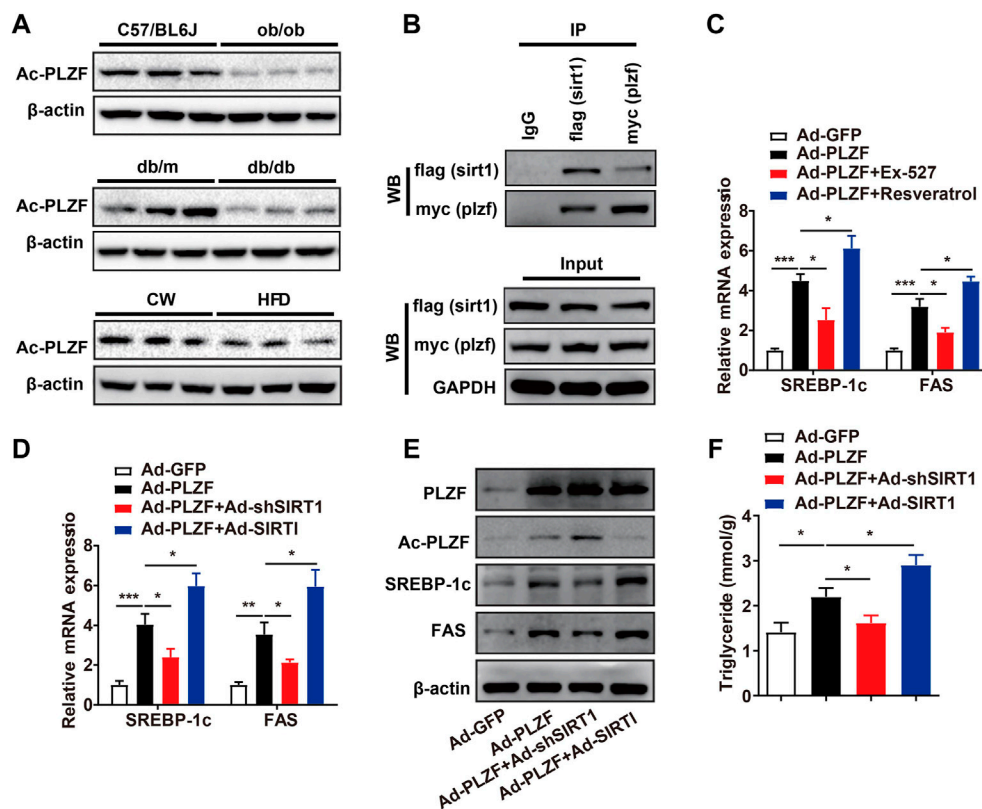 A
C57/BL6J ob/ob
Ac-PLZF
β-actin
db/m db/db
Ac-PLZF
β-actin
CW HFD
Ac-PLZF
β-actin
B
IP
IgG
flag (sirt1)
myc (plzf)
WB
flag (sirt1)
myc (plzf)
Input
WB
flag (sirt1)
myc (plzf)
GAPDH
C
Ad-GFP
Ad-PLZF
Ad-PLZF+Ex-527
Ad-PLZF+Resveratrol
Relative mRNA expressio
8
6
4
2
0
*** * *
*** * *
SREBP-1c FAS
D
Ad-GFP
Ad-PLZF
Ad-PLZF+Ad-shSIRT1
Ad-PLZF+Ad-SIRTI
Relative mRNA expressio
8
6
4
2
0
*** * *
** * *
SREBP-1c FAS
E
PLZF
Ac-PLZF
SREBP-1c
FAS
β-actin
Ad-GFP
Ad-PLZF
Ad-PLZF+Ad-shSIRT1
Ad-PLZF+Ad-SIRTI
F
Ad-GFP
Ad-PLZF
Ad-PLZF+Ad-shSIRT1
Ad-PLZF+Ad-SIRT1
Triglyceride (mmol/g)
4
3
2
1
0
* * *